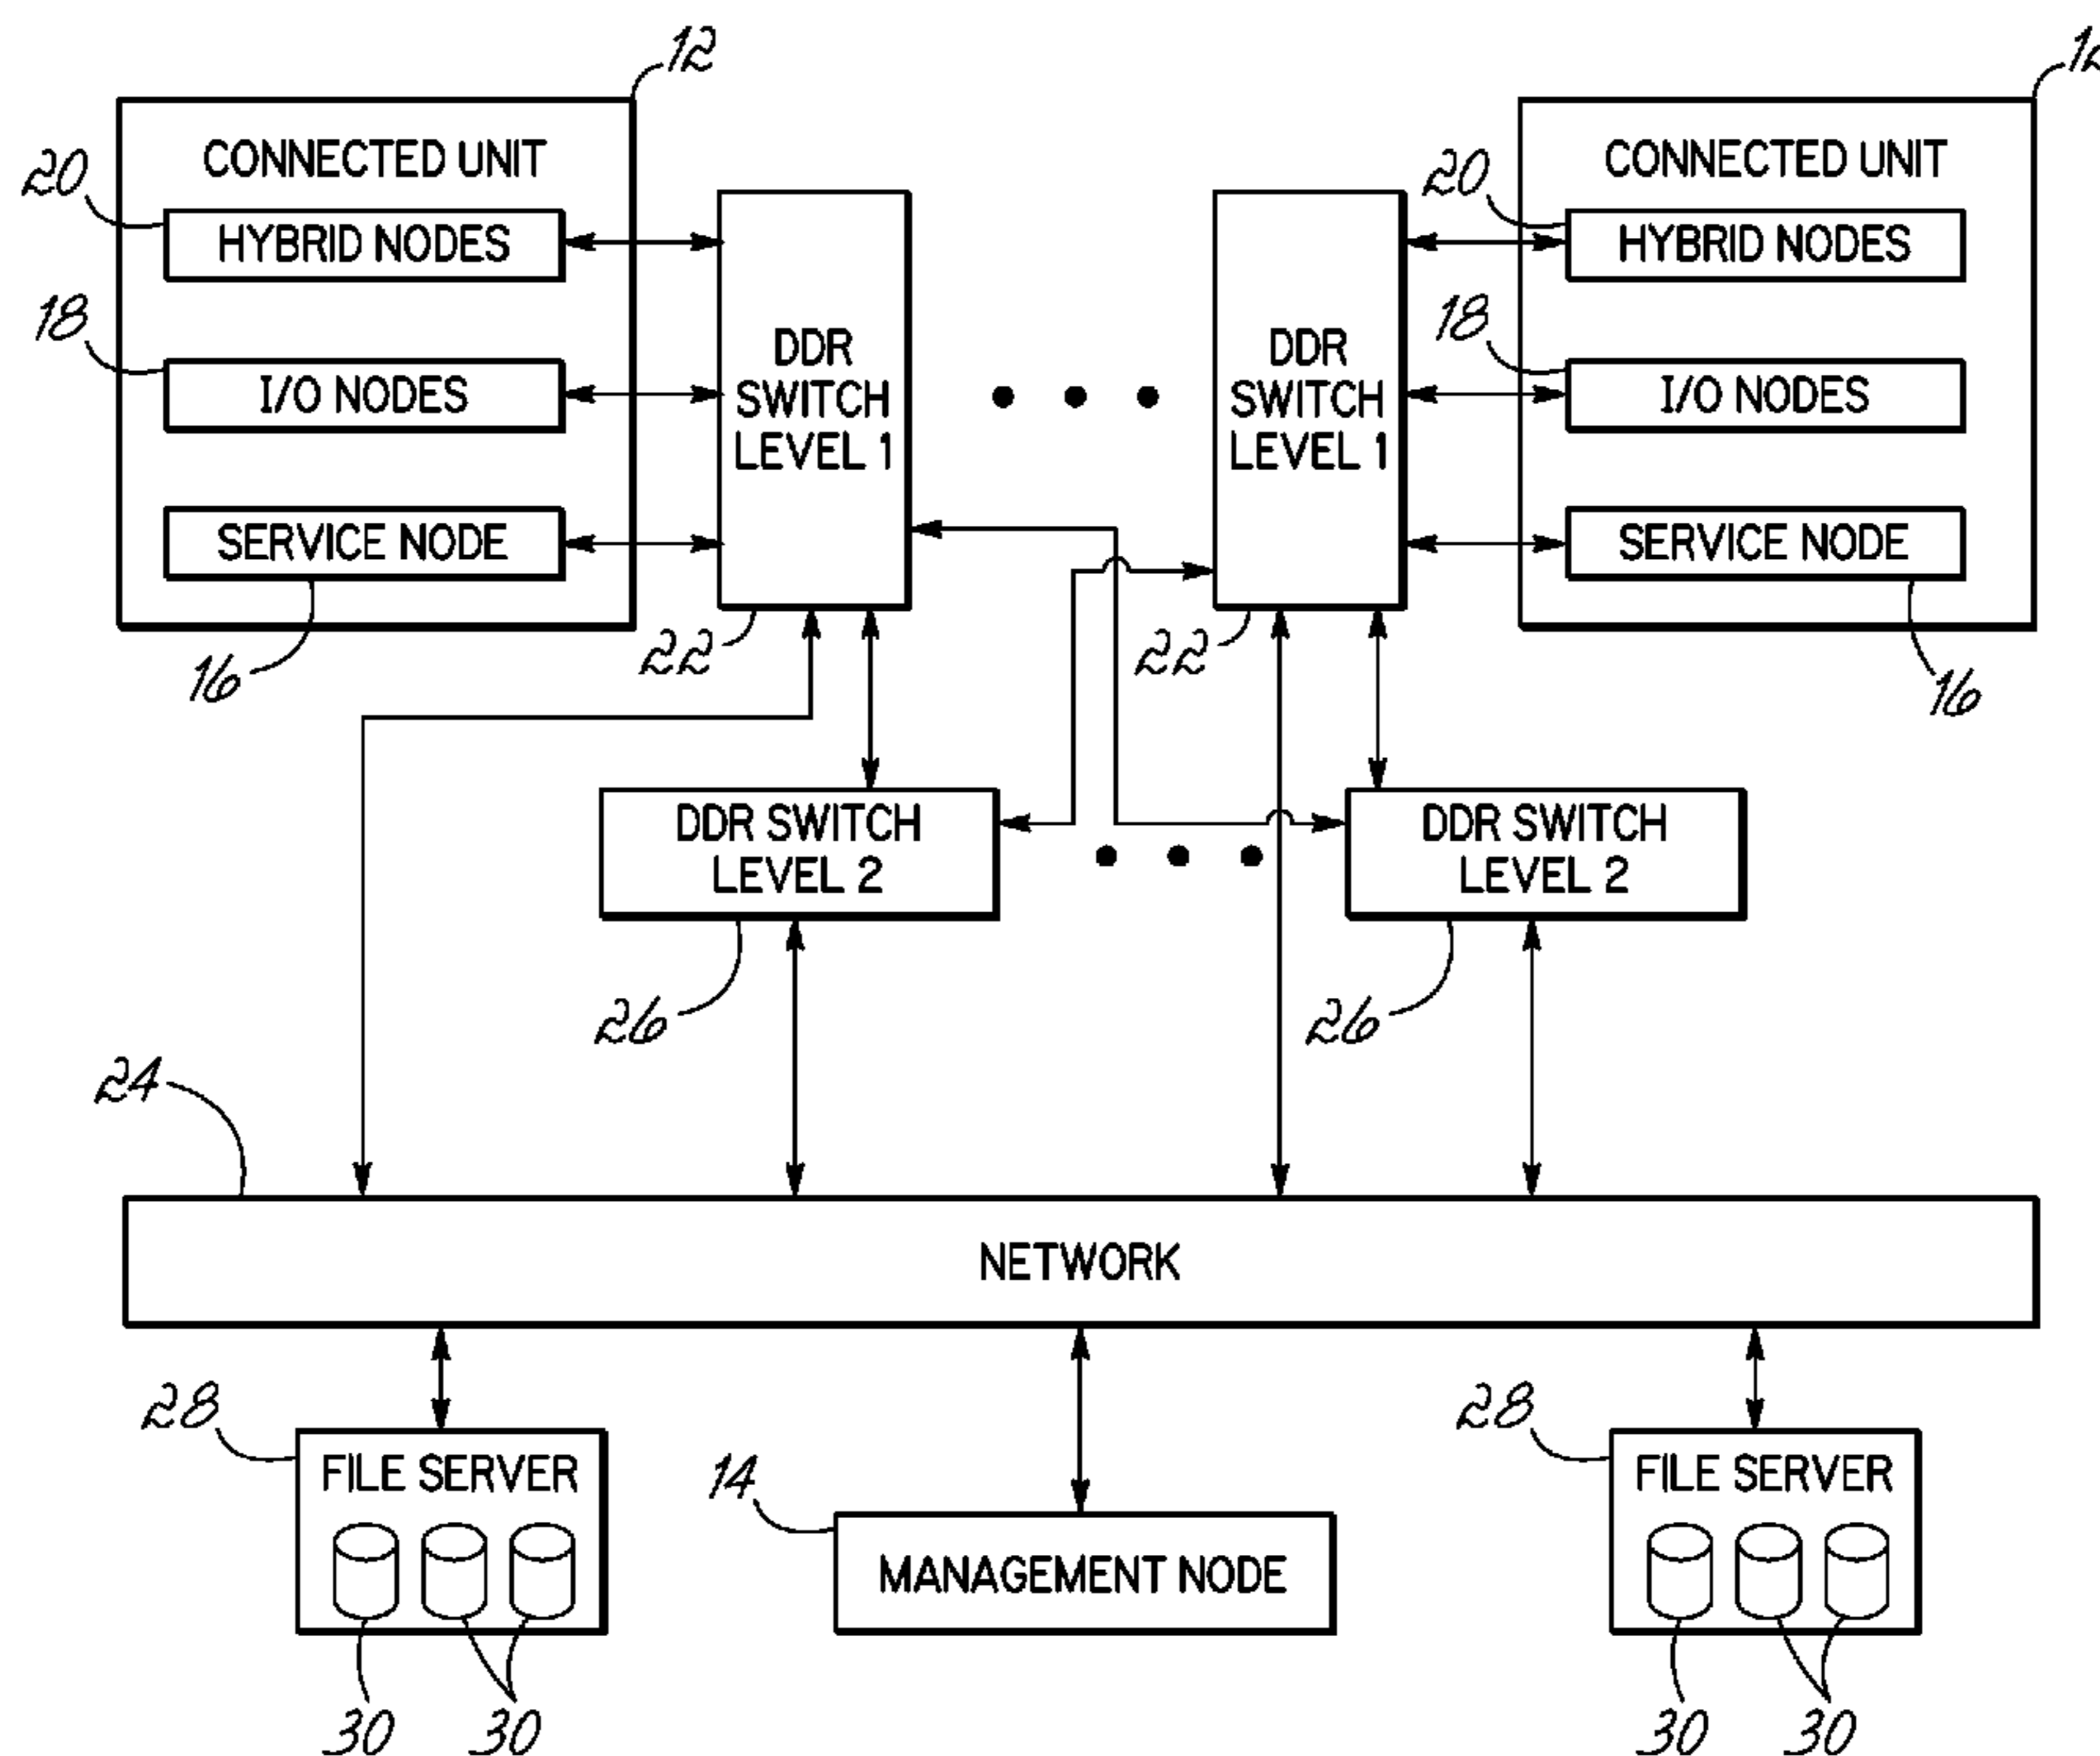 12
12
CONNECTED UNIT
CONNECTED UNIT
20
HYBRID NODES
20
HYBRID NODES
18
I/O NODES
18
I/O NODES
SERVICE NODE
SERVICE NODE
16
16
DDR
SWITCH
LEVEL 1
DDR
SWITCH
LEVEL 1
22
22
DDR SWITCH
LEVEL 2
DDR SWITCH
LEVEL 2
26
26
24
NETWORK
28
FILE SERVER
30
30
14
MANAGEMENT NODE
28
FILE SERVER
30
30